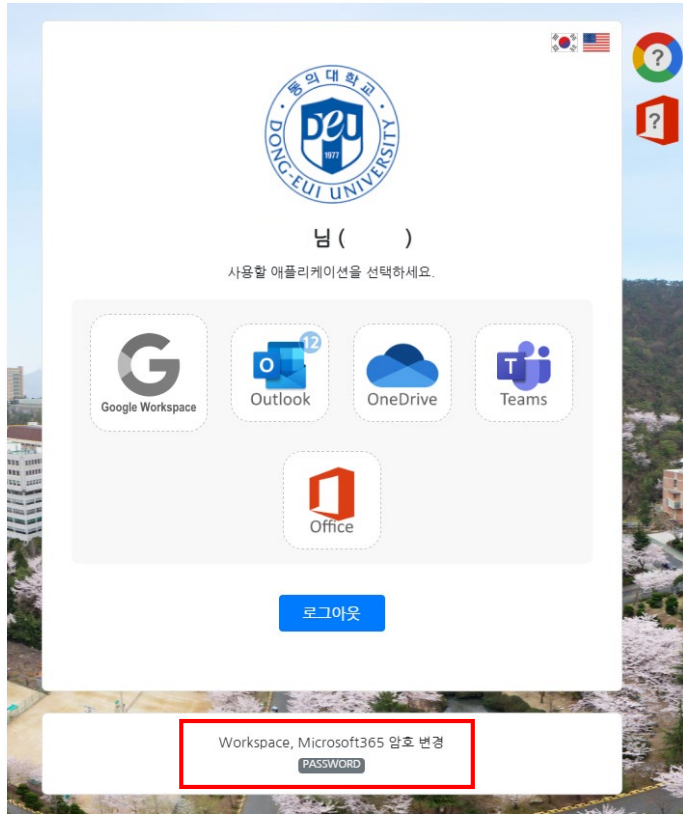 동의대학교
DONG-EUI UNIVERSITY
DEU
1977
님 ( )
사용할 애플리케이션을 선택하세요.
G
Google Workspace
O
12
Outlook
OneDrive
T
Teams
Office
로그아웃
?
?
Workspace, Microsoft365 암호 변경
PASSWORD